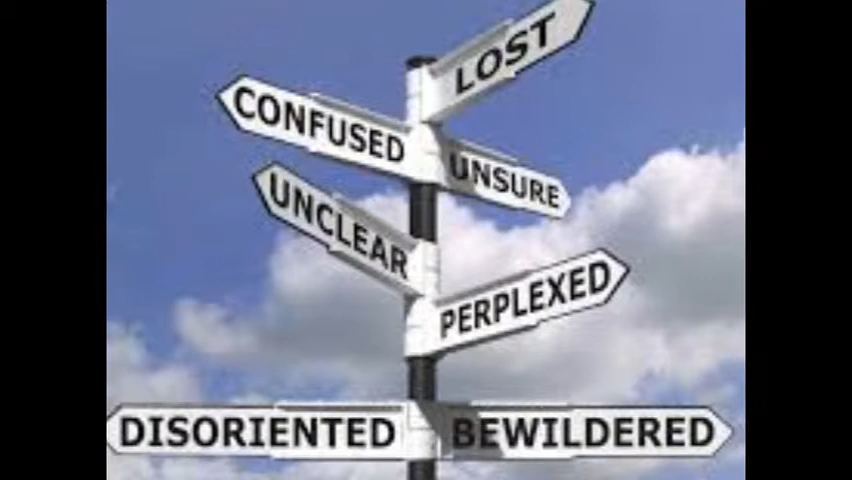 LOST
CONFUSED
UNSURE
UNCLEAR
PERPLEXED
DISORIENTED
BEWILDERED